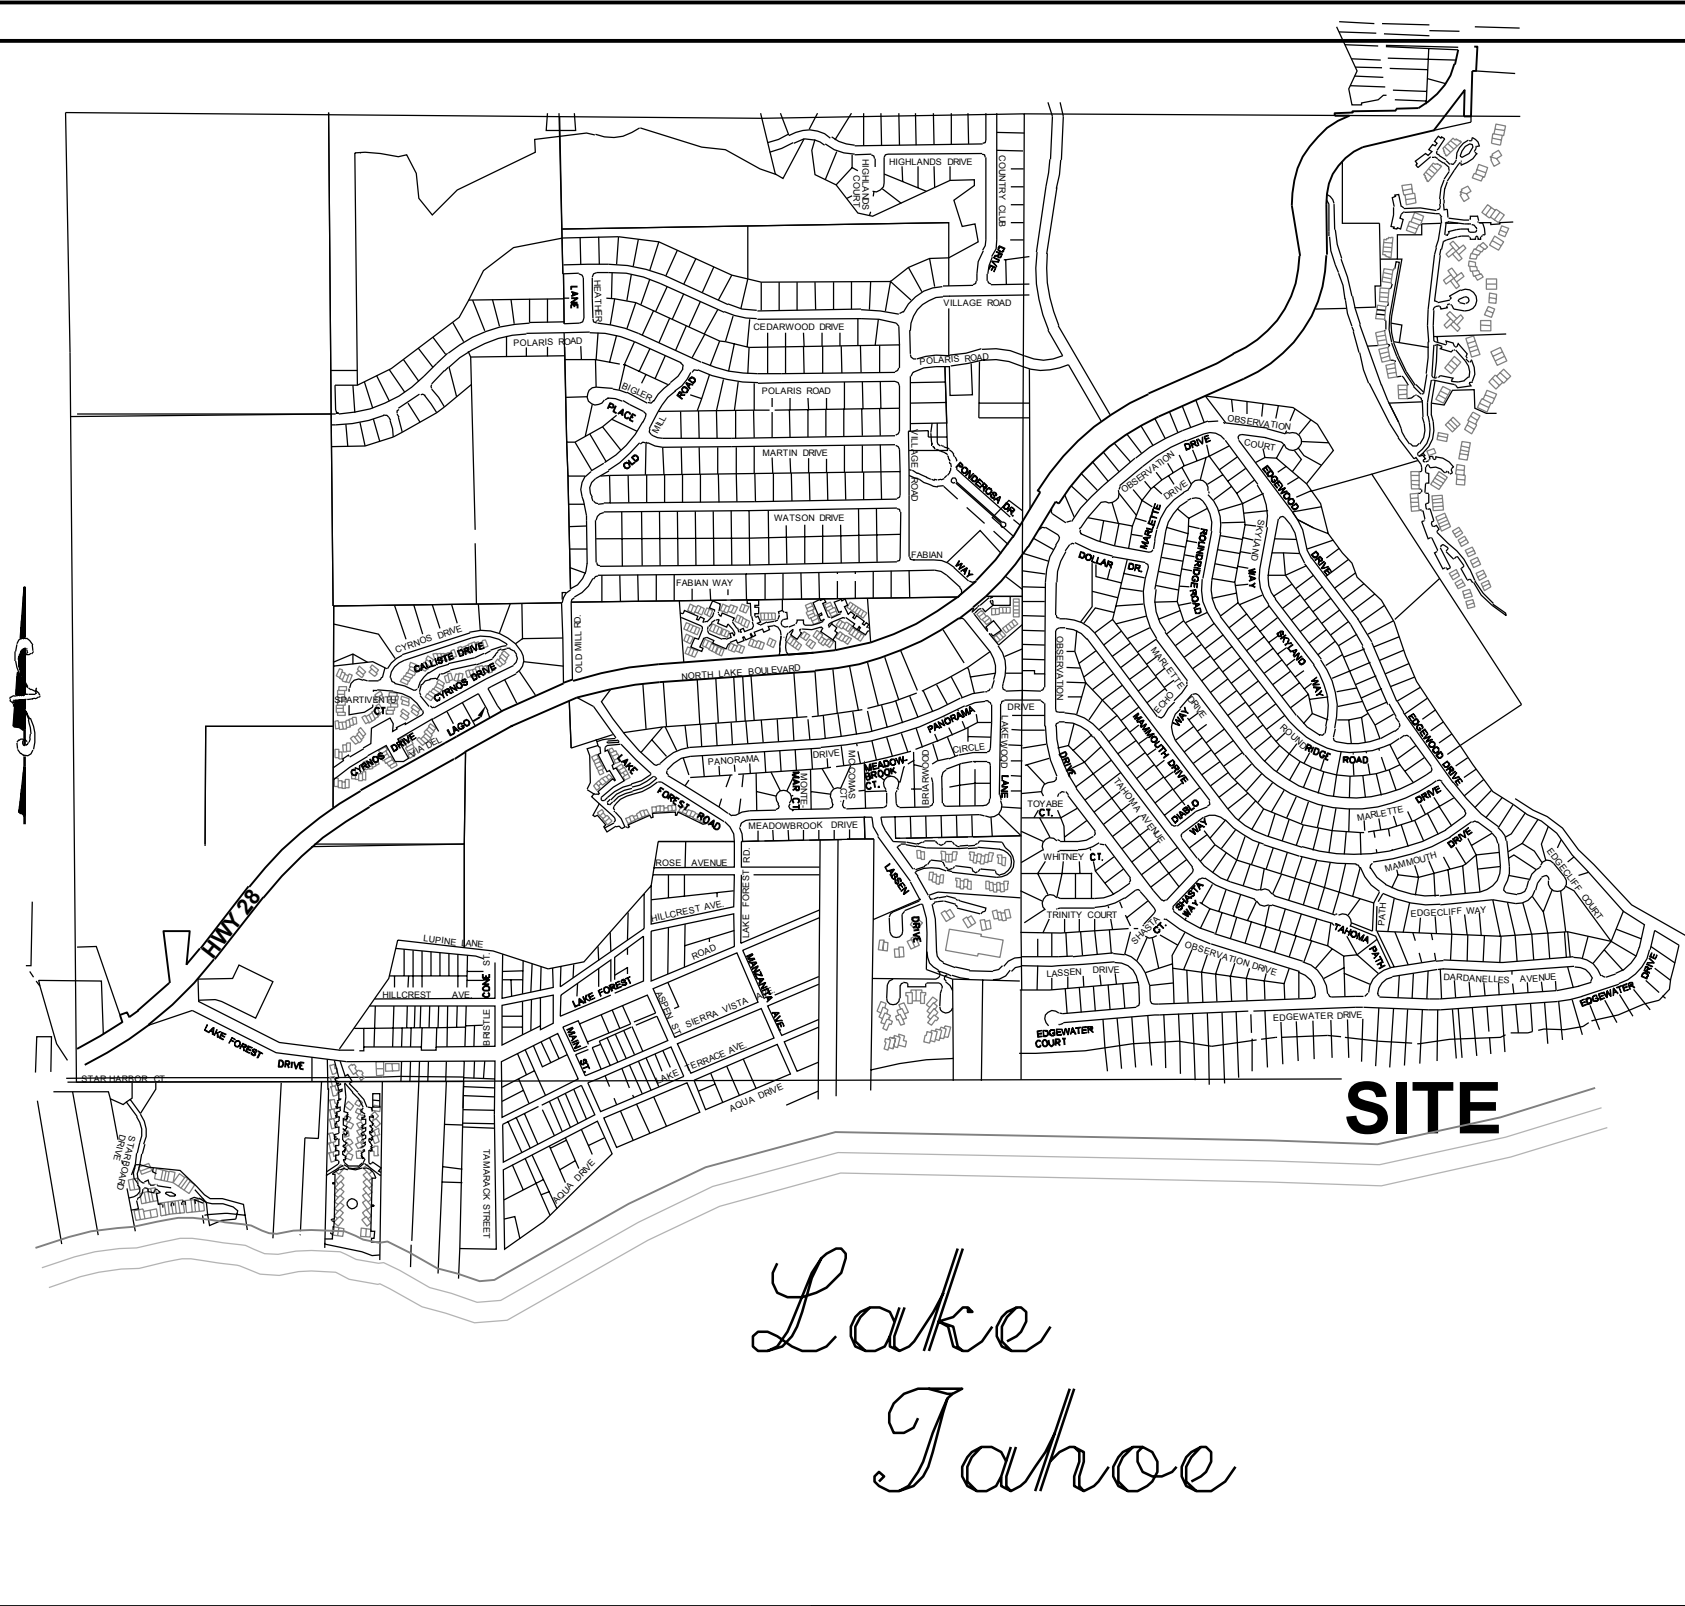 HIGHLANDS DRIVE
HIGHLANDS
COURT
COUNTRY CLUB
DRIVE
LANE
HEATHER
VILLAGE ROAD
CEDARWOOD DRIVE
POLARIS ROAD
POLARIS ROAD
BIGLER
PLACE
ROAD
MILL
OLD
POLARIS ROAD
MARTIN DRIVE
VILLAGE ROAD
PONDEROSA DR.
WATSON DRIVE
FABIAN
WAY
FABIAN WAY
OBSERVATION
COURT
OBSERVATION
DRIVE
EDGEWOOD
DRIVE
MARLETTE
DRIVE
SKYLAND
WAY
ROUNDRIDGE ROAD
DOLLAR DR.
OLD MILL RD.
CYRNOS DRIVE
CALLISTE DRIVE
CYRNOS DRIVE
CT.
CYRNOS DRIVE
VIA DEL
LAGO
NORTH LAKE BOULEVARD
OBSERVATION
DRIVE
MARLETTE
DRIVE
ECHO
WAY
SKYLAND
WAY
ROUNDRIDGE
ROAD
EDGEWOOD DRIVE
PANORAMA
DRIVE
LAKEWOOD
LANE
PANORAMA
DRIVE
CIRCLE
BRIARWOOD
MEADOW-
BROOK
CT.
MONTE
MAR CT.
CT.
LAKE
FOREST
ROAD
MEADOWBROOK DRIVE
MAMMOUTH DRIVE
TAHOMA AVENUE
DIABLO
WAY
TOYABE
CT.
MARLETTE
DRIVE
MAMMOUTH
DRIVE
WHITNEY CT.
ROSE AVENUE
LAKE FOREST RD.
LASSEN
DRIVE
HILLCREST AVE.
SHASTA
WAY
SHASTA
CT.
TRINITY COURT
TAHOMA
PATH
PATH
EDGECLIFF WAY
EDGECLIFF COURT
HWY 28
LUPINE LANE
ROAD
LAKE FOREST
OBSERVATION DRIVE
LASSEN DRIVE
DARDANELLES AVENUE
EDGEWATER
DRIVE
HILLCREST AVE.
BRISTLE
CONE
ST.
MANZANITA
AVE.
ASPEN ST.
SIERRA VISTA
EDGEWATER DRIVE
EDGEWATER
COURT
LAKE FOREST
DRIVE
MAIN ST.
LAKE TERRACE AVE.
STAR HARBOR CT
AQUA DRIVE
SITE
STARBOARD
DRIVE
TAMARACK STREET
AQUA DRIVE
Lake
Tahoe